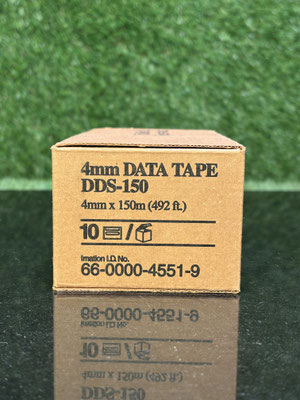 4mm DATA TAPE
DDS-150
4mm x 150m (492 ft.)
10 /
Imation I.D. No.
66-0000-4551-9